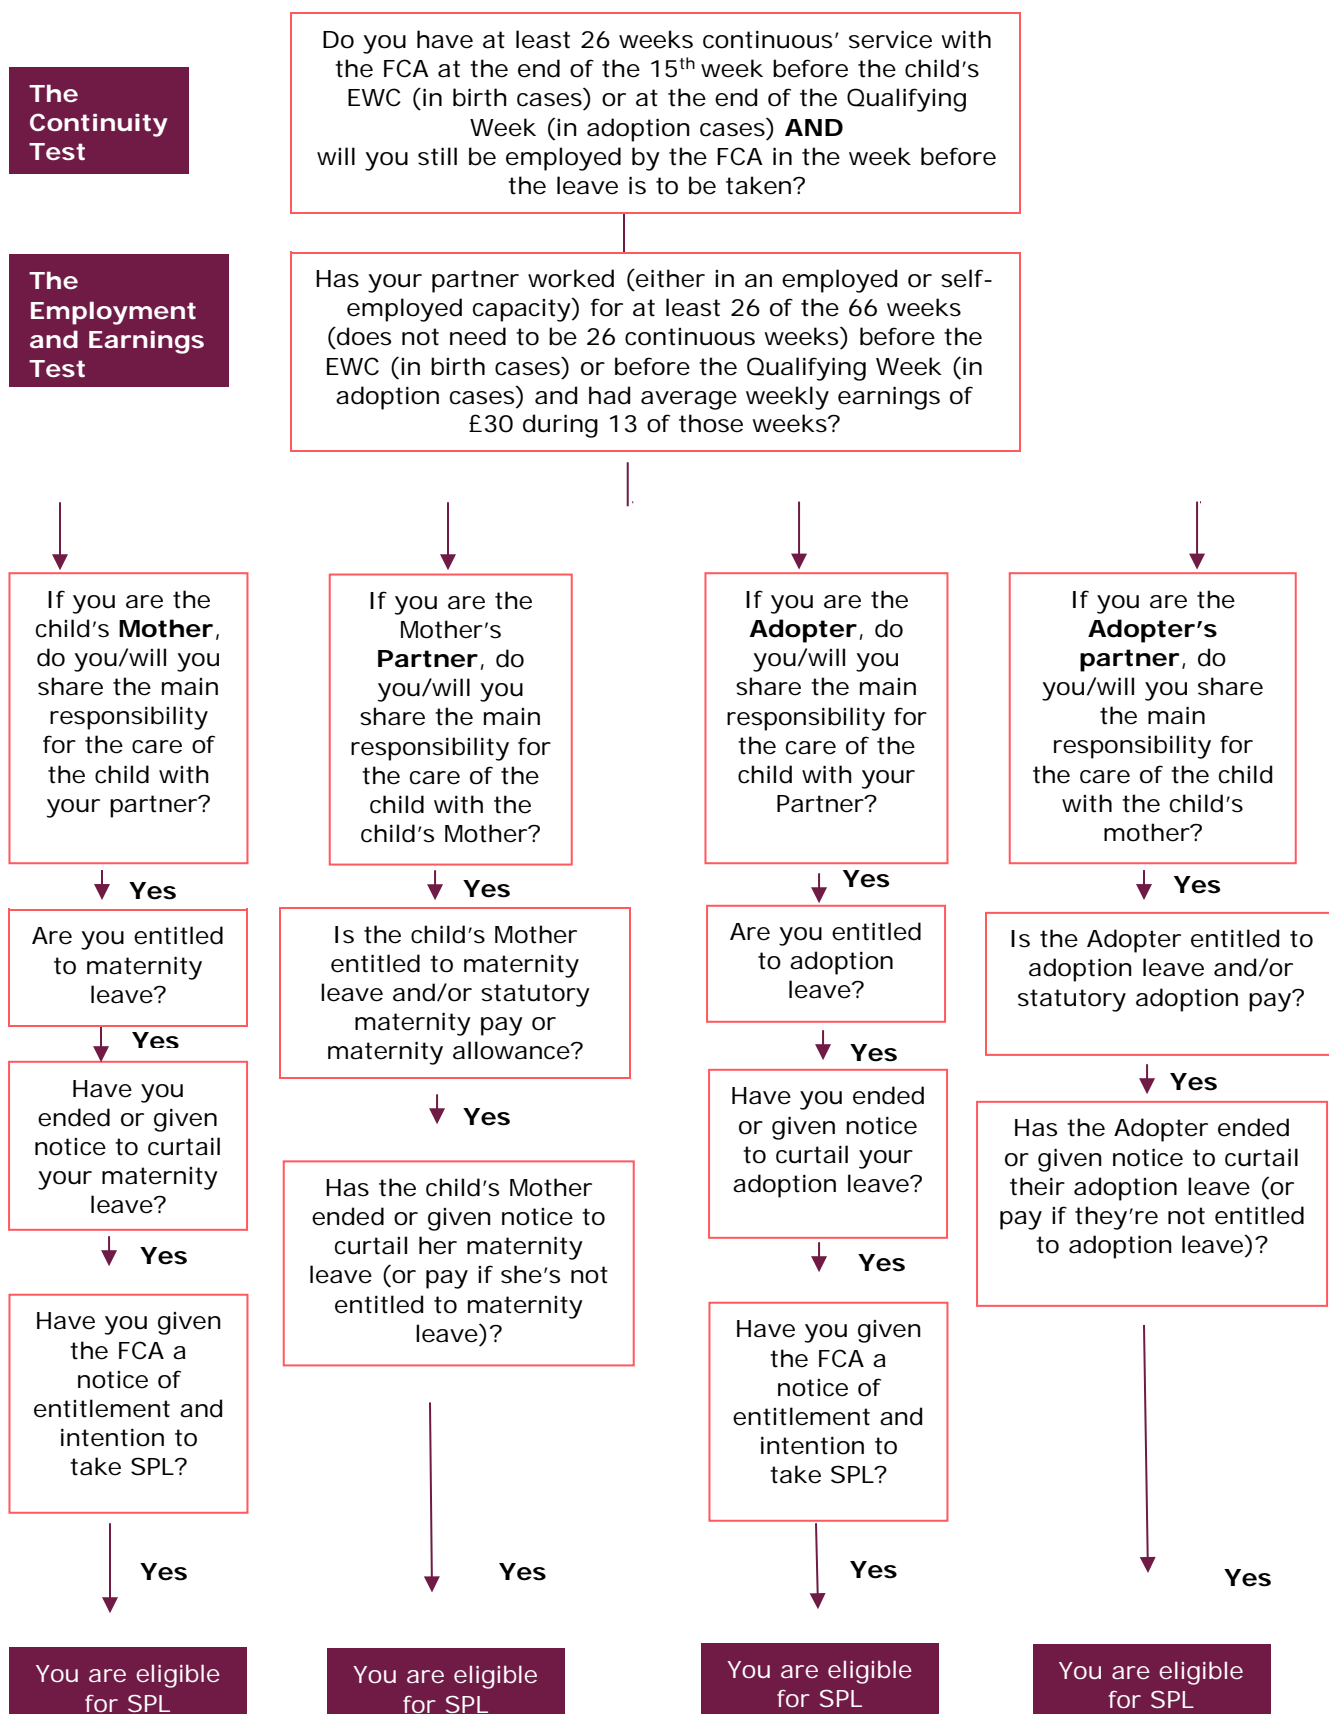 The
Continuity
Test
Do you have at least 26 weeks continuous’ service with
the FCA at the end of the 15th week before the child’s
EWC (in birth cases) or at the end of the Qualifying
Week (in adoption cases) AND
will you still be employed by the FCA in the week before
the leave is to be taken?
The
Employment
and Earnings
Test
Has your partner worked (either in an employed or self-
employed capacity) for at least 26 of the 66 weeks
(does not need to be 26 continuous weeks) before the
EWC (in birth cases) or before the Qualifying Week (in
adoption cases) and had average weekly earnings of
£30 during 13 of those weeks?
If you are the
child’s Mother,
do you/will you
share the main
responsibility
for the care of
the child with
your partner?
Yes
Are you entitled
to maternity
leave?
Yes
Have you
ended or given
notice to curtail
your maternity
leave?
Yes
Have you given
the FCA a
notice of
entitlement and
intention to
take SPL?
Yes
You are eligible
for SPL
If you are the
Mother’s
Partner, do
you/will you
share the main
responsibility for
the care of the
child with the
child’s Mother?
Yes
Is the child’s Mother
entitled to maternity
leave and/or statutory
maternity pay or
maternity allowance?
Yes
Has the child’s Mother
ended or given notice to
curtail her maternity
leave (or pay if she’s not
entitled to maternity
leave)?
Yes
You are eligible
for SPL
If you are the
Adopter, do
you/will you
share the main
responsibility for
the care of the
child with your
Partner?
Yes
Are you entitled
to adoption
leave?
Yes
Have you ended
or given notice
to curtail your
adoption leave?
Yes
Have you given
the FCA a
notice of
entitlement and
intention to
take SPL?
Yes
You are eligible
for SPL
If you are the
Adopter’s
partner, do
you/will you share
the main
responsibility for
the care of the child
with the child’s
mother?
Yes
Is the Adopter entitled to
adoption leave and/or
statutory adoption pay?
Yes
Has the Adopter ended
or given notice to curtail
their adoption leave (or
pay if they’re not entitled
to adoption leave)?
Yes
You are eligible
for SPL